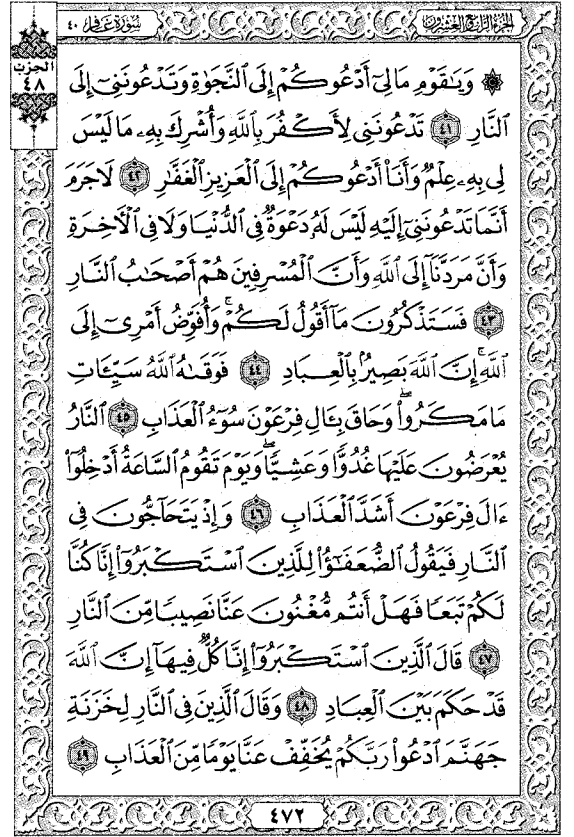 الجزء الرابع والعشرون
سورة غافر ٤٠
الحزب
٤٨
۞ وَيَٰقَوْمِ مَا لِىٓ أَدْعُوكُمْ إِلَى ٱلنَّجَوٰةِ وَتَدْعُونَنِىٓ إِلَى
ٱلنَّارِ ٤١ تَدْعُونَنِى لِأَكْفُرَ بِٱللَّهِ وَأُشْرِكَ بِهِۦ مَا لَيْسَ
لِى بِهِۦ عِلْمٌ وَأَنَا۠ أَدْعُوكُمْ إِلَى ٱلْعَزِيزِ ٱلْغَفَّٰرِ ٤٢ لَا جَرَمَ
أَنَّمَا تَدْعُونَنِىٓ إِلَيْهِ لَيْسَ لَهُۥ دَعْوَةٌ فِى ٱلدُّنْيَا وَلَا فِى ٱلْءَاخِرَةِ
وَأَنَّ مَرَدَّنَآ إِلَى ٱللَّهِ وَأَنَّ ٱلْمُسْرِفِينَ هُمْ أَصْحَٰبُ ٱلنَّارِ
٤٣ فَسَتَذْكُرُونَ مَآ أَقُولُ لَكُمْ ۚ وَأُفَوِّضُ أَمْرِىٓ إِلَى
ٱللَّهِ ۚ إِنَّ ٱللَّهَ بَصِيرٌۢ بِٱلْعِبَادِ ٤٤ فَوَقَىٰهُ ٱللَّهُ سَيِّـَٔاتِ
مَا مَكَرُوا۟ ۖ وَحَاقَ بِـَٔالِ فِرْعَوْنَ سُوٓءُ ٱلْعَذَابِ ٤٥ ٱلنَّارُ
يُعْرَضُونَ عَلَيْهَا غُدُوًّا وَعَشِيًّا ۖ وَيَوْمَ تَقُومُ ٱلسَّاعَةُ أَدْخِلُوٓا۟
ءَالَ فِرْعَوْنَ أَشَدَّ ٱلْعَذَابِ ٤٦ وَإِذْ يَتَحَآجُّونَ فِى
ٱلنَّارِ فَيَقُولُ ٱلضُّعَفَٰٓؤُا۟ لِلَّذِينَ ٱسْتَكْبَرُوٓا۟ إِنَّا كُنَّا
لَكُمْ تَبَعًا فَهَلْ أَنتُم مُّغْنُونَ عَنَّا نَصِيبًا مِّنَ ٱلنَّارِ
٤٧ قَالَ ٱلَّذِينَ ٱسْتَكْبَرُوٓا۟ إِنَّا كُلٌّ فِيهَآ إِنَّ ٱللَّهَ
قَدْ حَكَمَ بَيْنَ ٱلْعِبَادِ ٤٨ وَقَالَ ٱلَّذِينَ فِى ٱلنَّارِ لِخَزَنَةِ
جَهَنَّمَ ٱدْعُوا۟ رَبَّكُمْ يُخَفِّفْ عَنَّا يَوْمًا مِّنَ ٱلْعَذَابِ ٤٩
٤٧٢